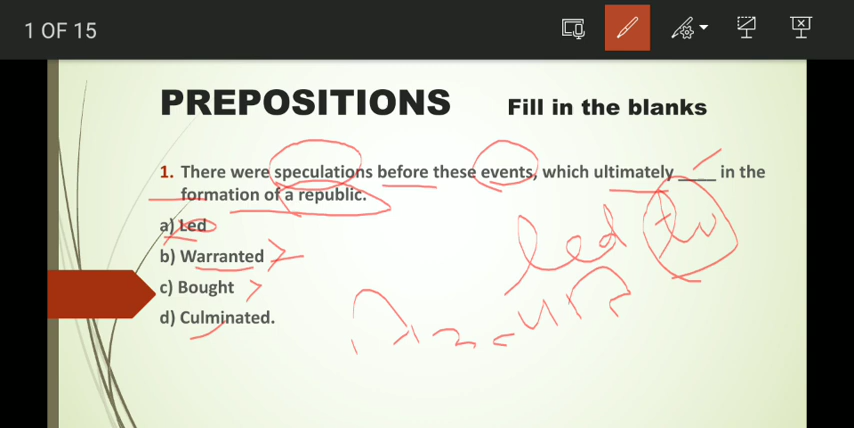 1 OF 15
PREPOSITIONS Fill in the blanks
1. There were speculations before these events, which ultimately ____ in the
formation of a republic.
a) Led
b) Warranted
c) Bought
d) Culminated.
led to